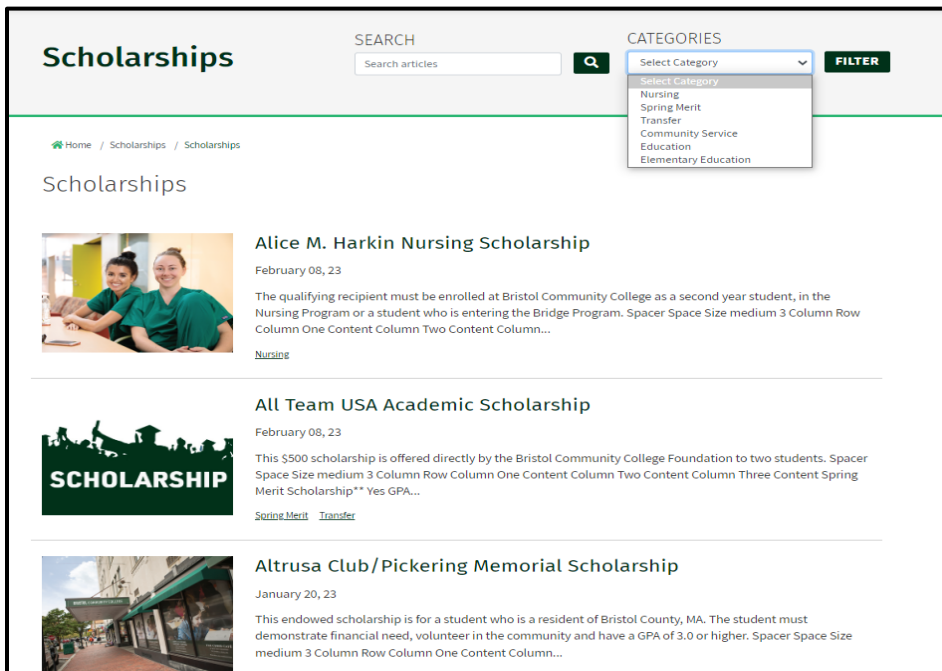 Scholarships
SEARCH
Search articles
CATEGORIES
Select Category
FILTER
Select Category
Nursing
Spring Merit
Transfer
Community Service
Education
Elementary Education
Home / Scholarships / Scholarships
Scholarships
Alice M. Harkin Nursing Scholarship
February 08, 23
The qualifying recipient must be enrolled at Bristol Community College as a second year student, in the
Nursing Program or a student who is entering the Bridge Program. Spacer Space Size medium 3 Column Row
Column One Content Column Two Content Column...
Nursing
All Team USA Academic Scholarship
February 08, 23
This $500 scholarship is offered directly by the Bristol Community College Foundation to two students. Spacer
Space Size medium 3 Column Row Column One Content Column Two Content Column Three Content Spring
Merit Scholarship** Yes GPA...
SCHOLARSHIP
Spring Merit Transfer
Altrusa Club/Pickering Memorial Scholarship
January 20, 23
This endowed scholarship is for a student who is a resident of Bristol County, MA. The student must
demonstrate financial need, volunteer in the community and have a GPA of 3.0 or higher. Spacer Space Size
medium 3 Column Row Column One Content Column...